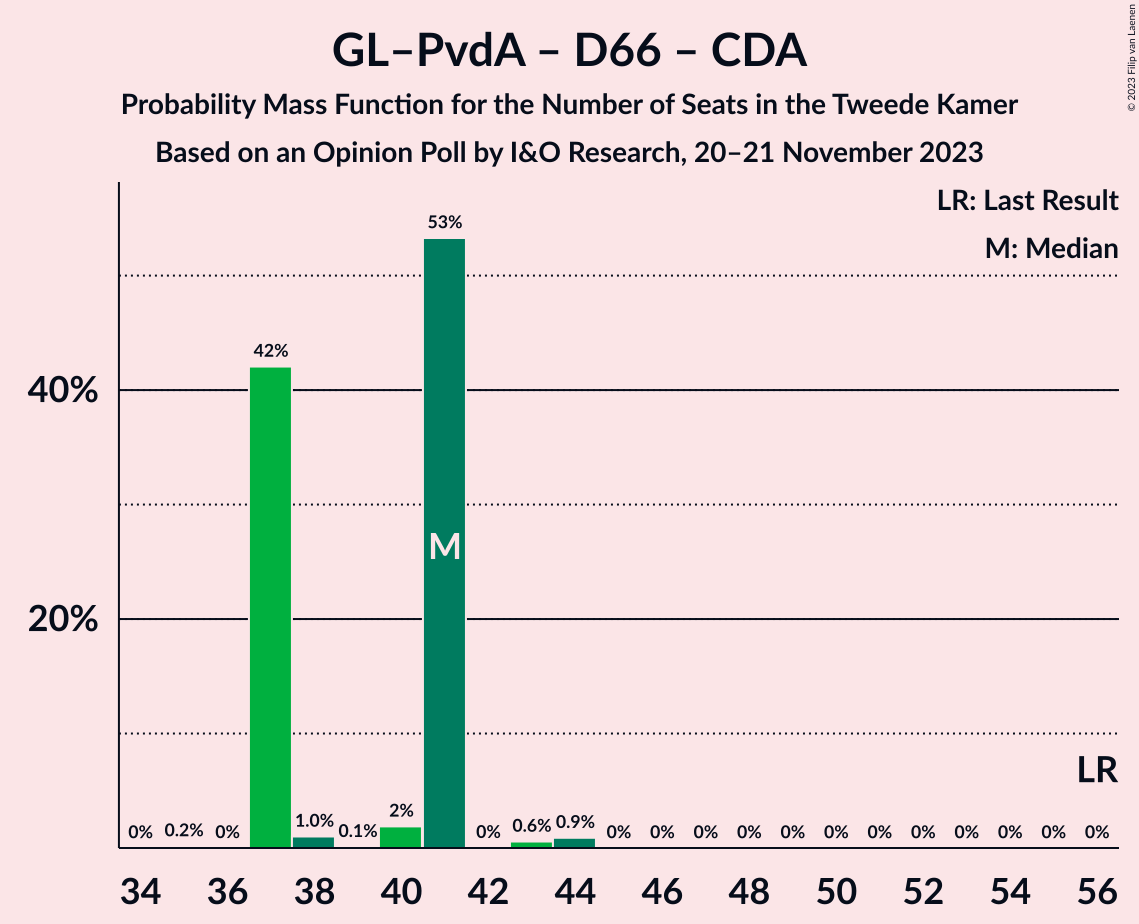 GL–PvdA – D66 – CDA
Probability Mass Function for the Number of Seats in the Tweede Kamer
Based on an Opinion Poll by I&O Research, 20–21 November 2023
© 2023 Filip van Laenen
LR: Last Result
M: Median
53%
42%
40%
M
20%
LR
0% 0.2% 0% 1.0% 0.1% 2% 0% 0.6% 0.9% 0% 0% 0% 0% 0% 0% 0% 0% 0% 0% 0% 0%
34 36 38 40 42 44 46 48 50 52 54 56